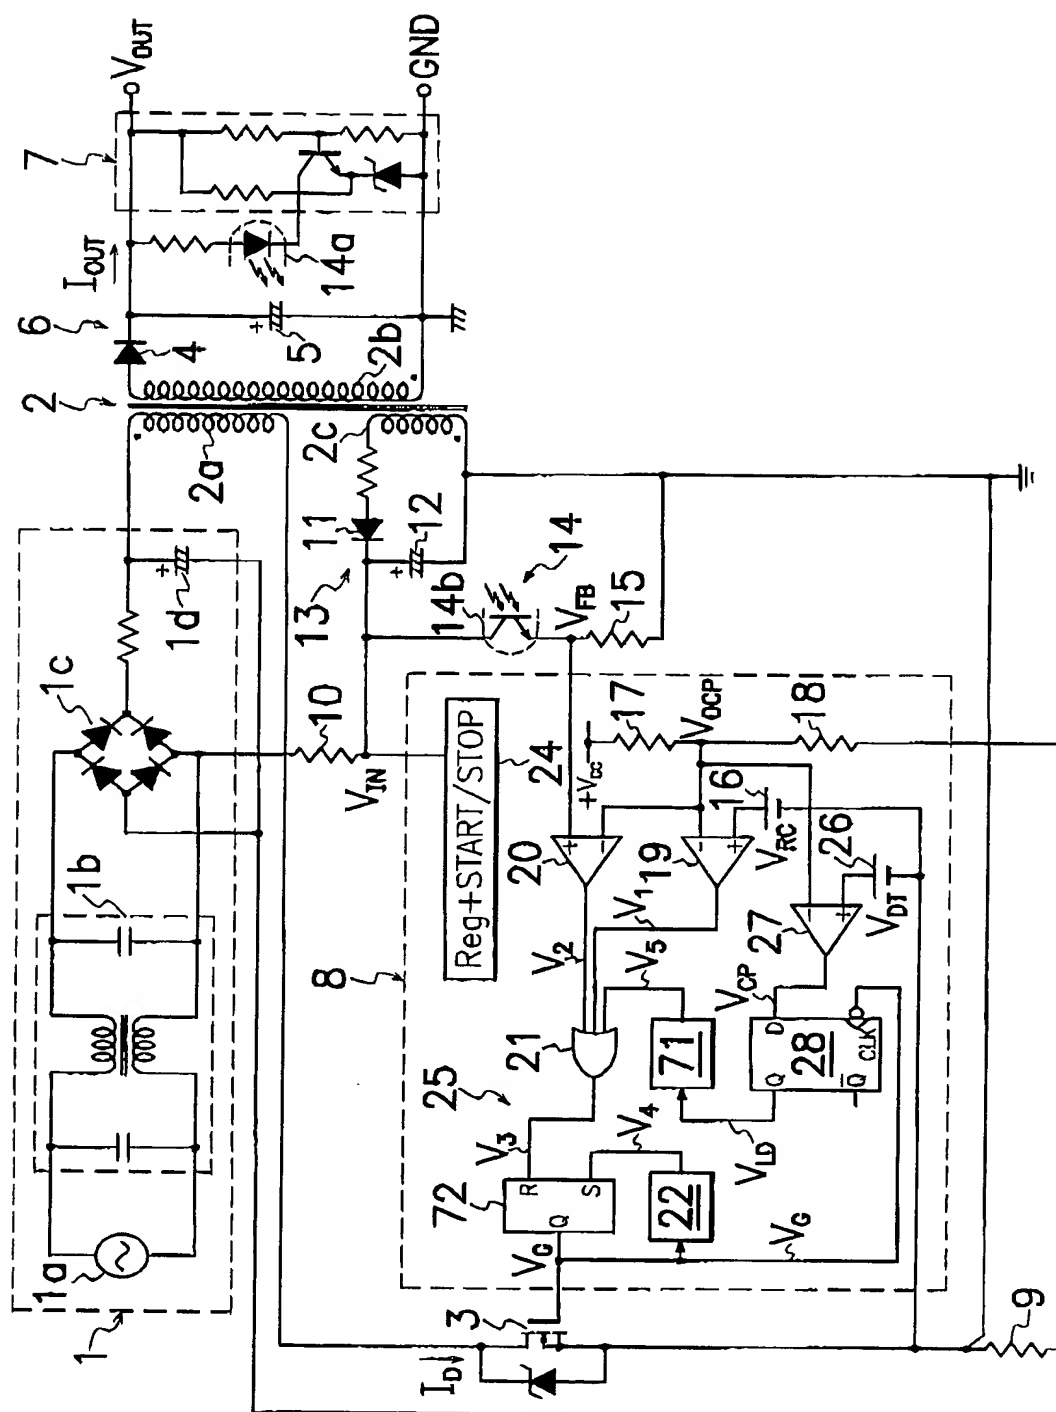 1
1a
1b
1c
1d
2
2a
2b
2c
4
5
6
7
I_OUT
V_OUT
GND
14a
I_D
3
8
10
11
12
13
14
14b
V_IN
V_FB
15
Reg+START/STOP
24
+V_CC
17
V_OCP
18
20
19
16
V_RC
26
V_DT
27
V_1
V_2
V_5
21
25
V_3
V_4
71
V_CP
D
Q
28
CLK
Q̅
V_LD
72
R
S
Q
22
V_G
V_G
9